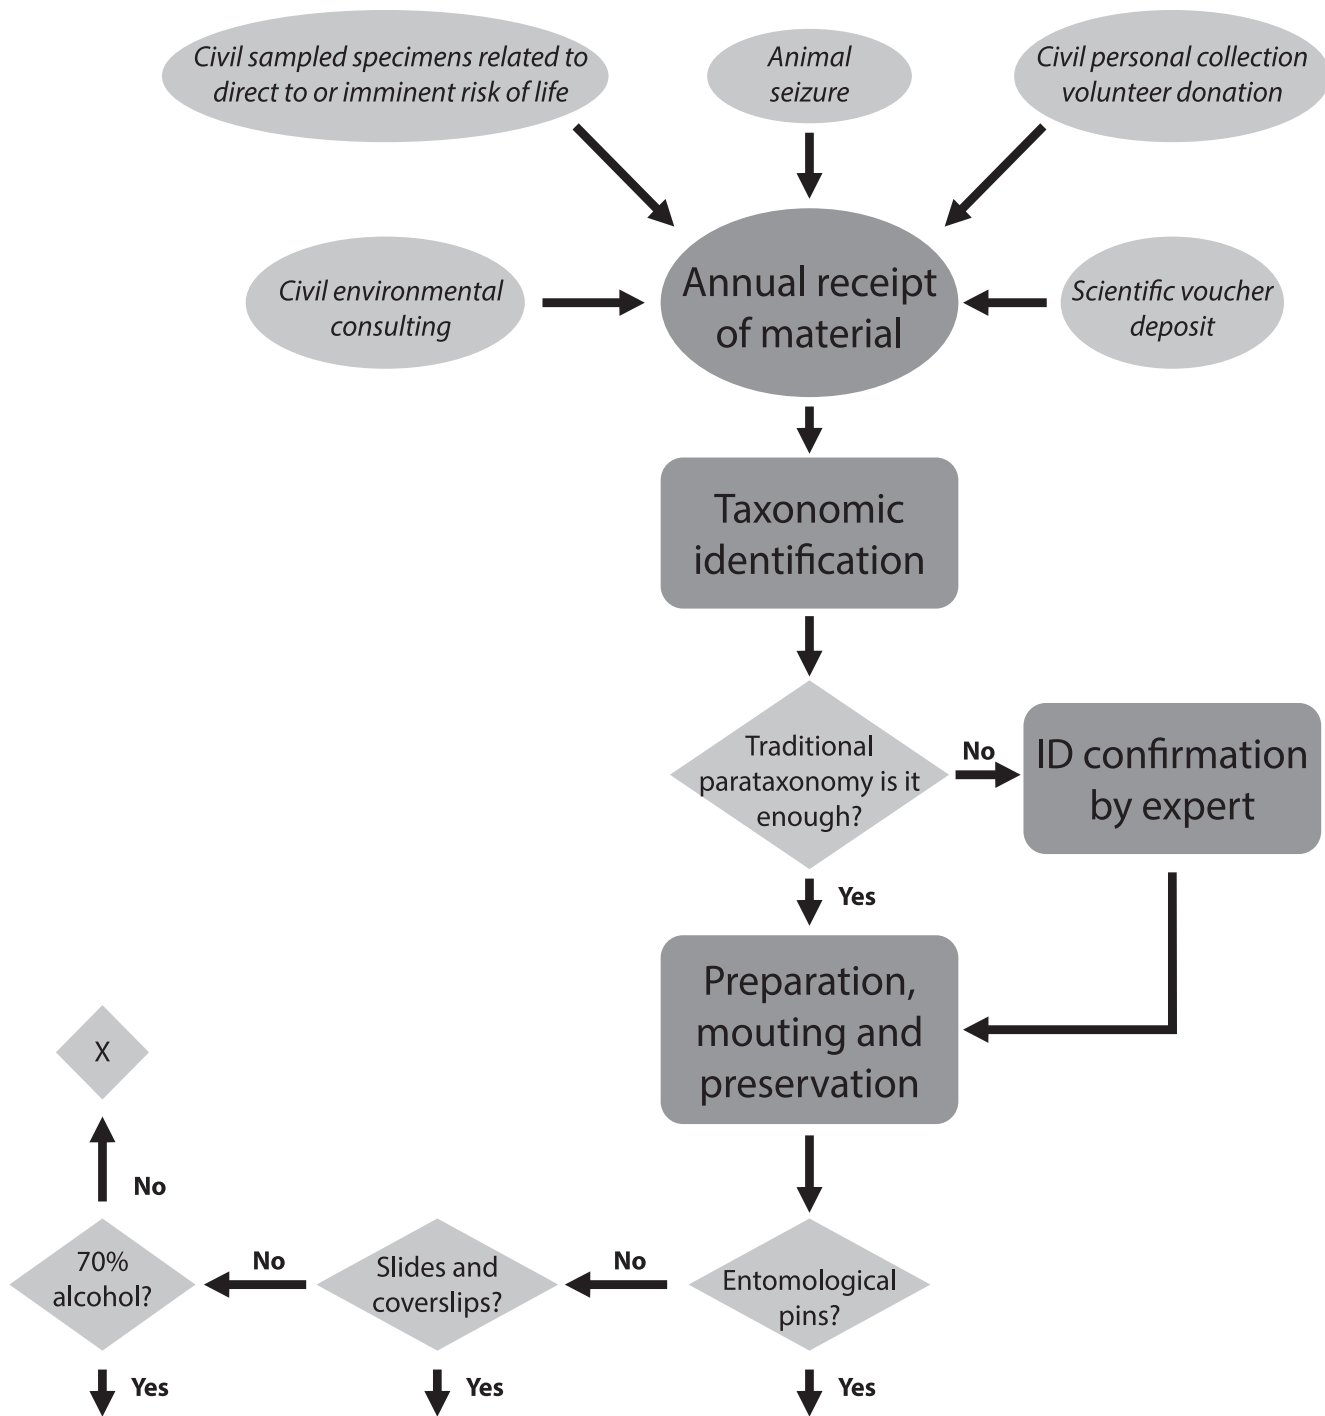 Civil sampled specimens related to
direct to or imminent risk of life
Animal
seizure
Civil personal collection
volunteer donation
Civil environmental
consulting
Annual receipt
of material
Scientific voucher
deposit
Taxonomic
identification
Traditional
parataxonomy is it
enough?
No
ID confirmation
by expert
Yes
Preparation,
mouting and
preservation
X
No
70%
alcohol?
No
Slides and
coverslips?
No
Entomological
pins?
Yes
Yes
Yes